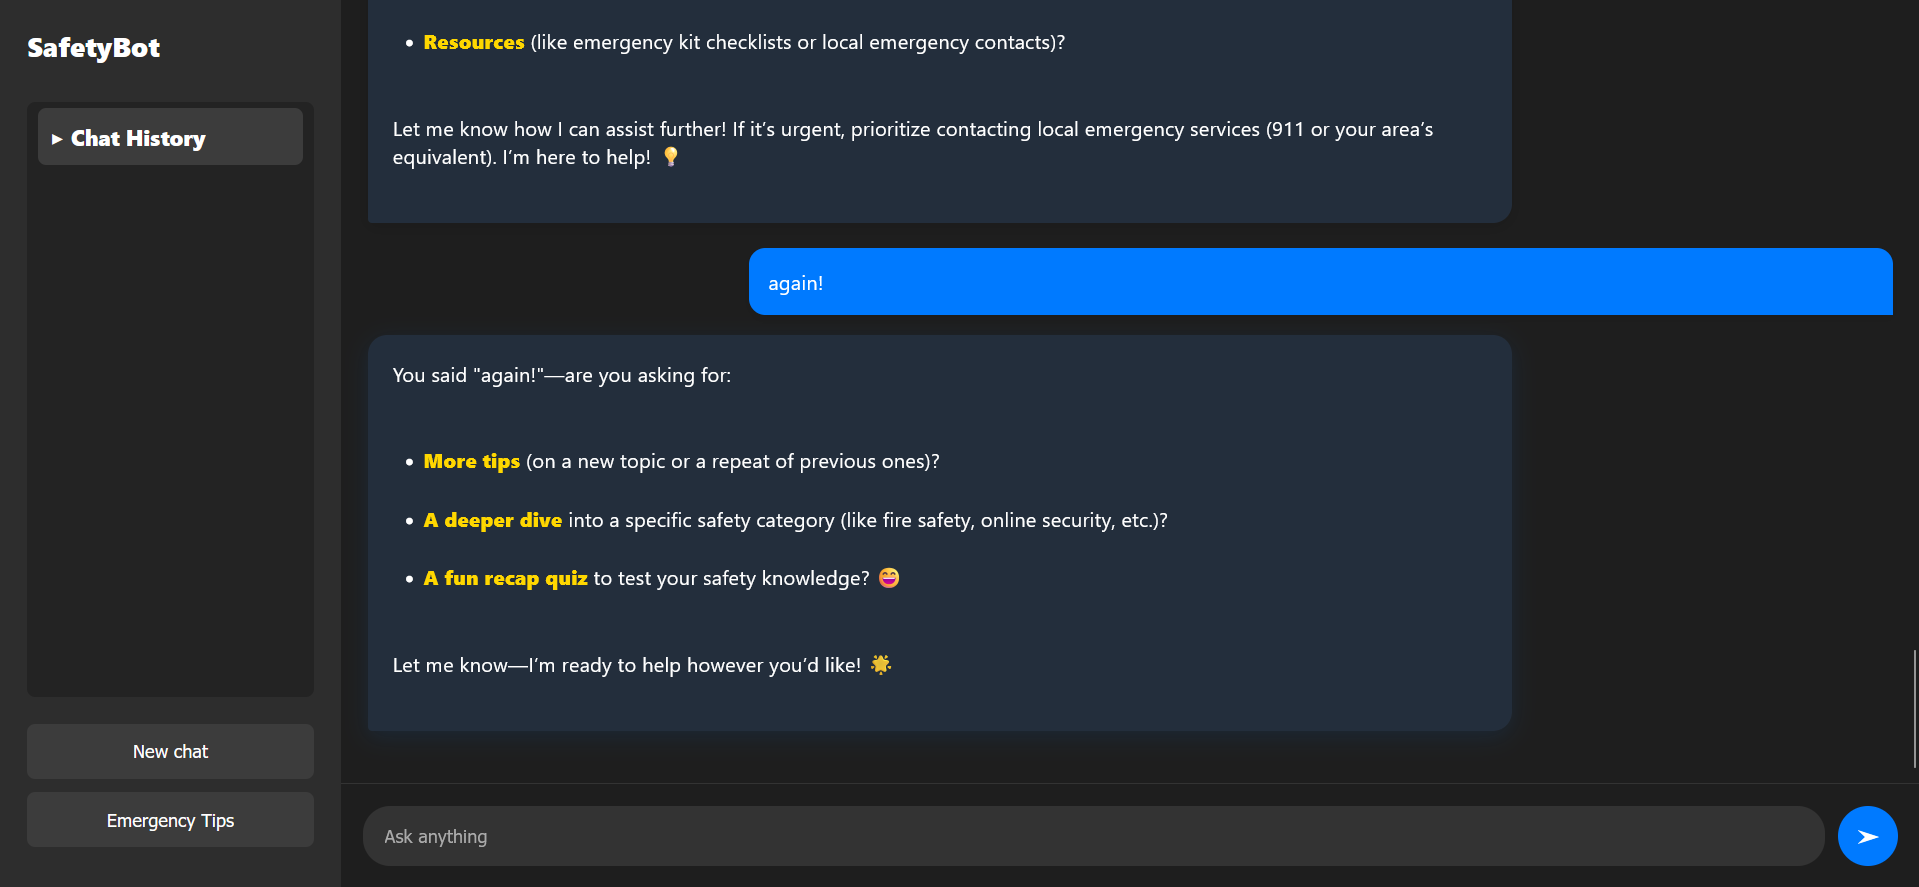 SafetyBot
▸ Chat History
New chat
Emergency Tips
• Resources (like emergency kit checklists or local emergency contacts)?
Let me know how I can assist further! If it’s urgent, prioritize contacting local emergency services (911 or your area’s
equivalent). I’m here to help! 💡
again!
You said "again!"—are you asking for:
• More tips (on a new topic or a repeat of previous ones)?
• A deeper dive into a specific safety category (like fire safety, online security, etc.)?
• A fun recap quiz to test your safety knowledge? 😄
Let me know—I’m ready to help however you’d like! 🌟
Ask anything